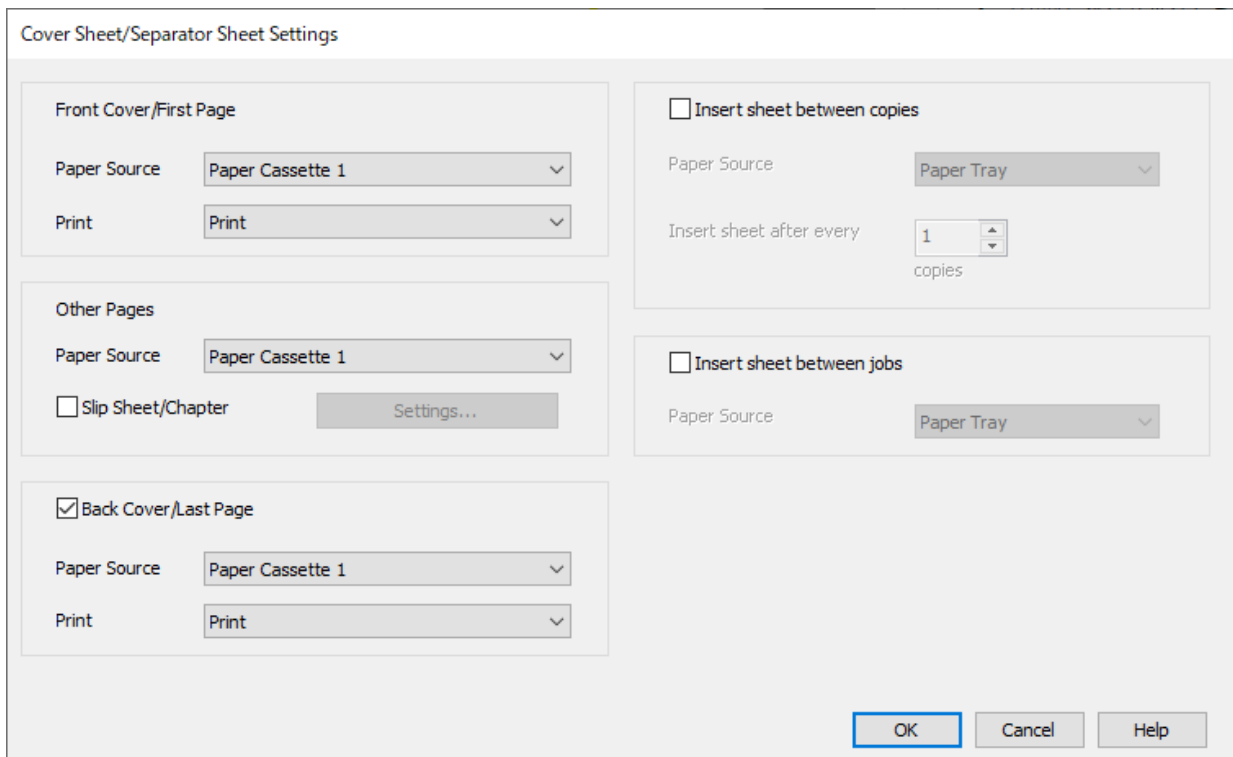 Cover Sheet/Separator Sheet Settings
Front Cover/First Page
Paper Source Paper Cassette 1
Print Print
Other Pages
Paper Source Paper Cassette 1
Slip Sheet/Chapter Settings...
Back Cover/Last Page
Paper Source Paper Cassette 1
Print Print
Insert sheet between copies
Paper Source Paper Tray
Insert sheet after every 1
copies
Insert sheet between jobs
Paper Source Paper Tray
OK Cancel Help